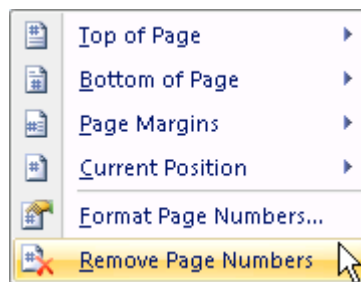 Top of Page
Bottom of Page
Page Margins
Current Position
Format Page Numbers...
Remove Page Numbers